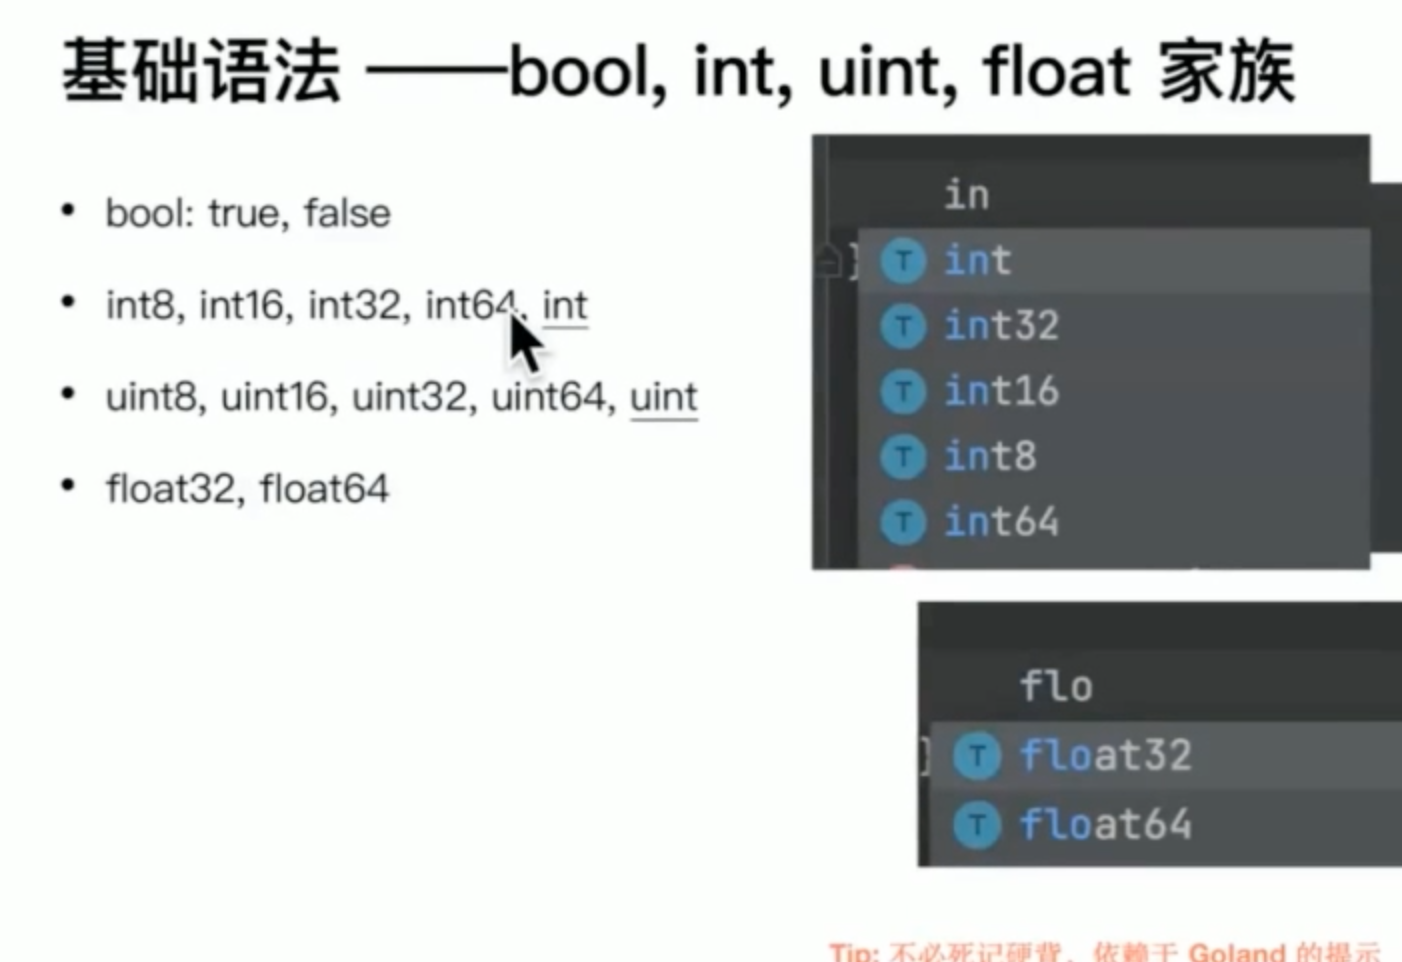 基础语法 ——bool, int, uint, float 家族
• bool: true, false
• int8, int16, int32, int64, int
• uint8, uint16, uint32, uint64, uint
• float32, float64
in
}
T int
T int32
T int16
T int8
T int64
flo
}
T float32
T float64
Tip: 不必死记硬背，依赖于 Goland 的提示